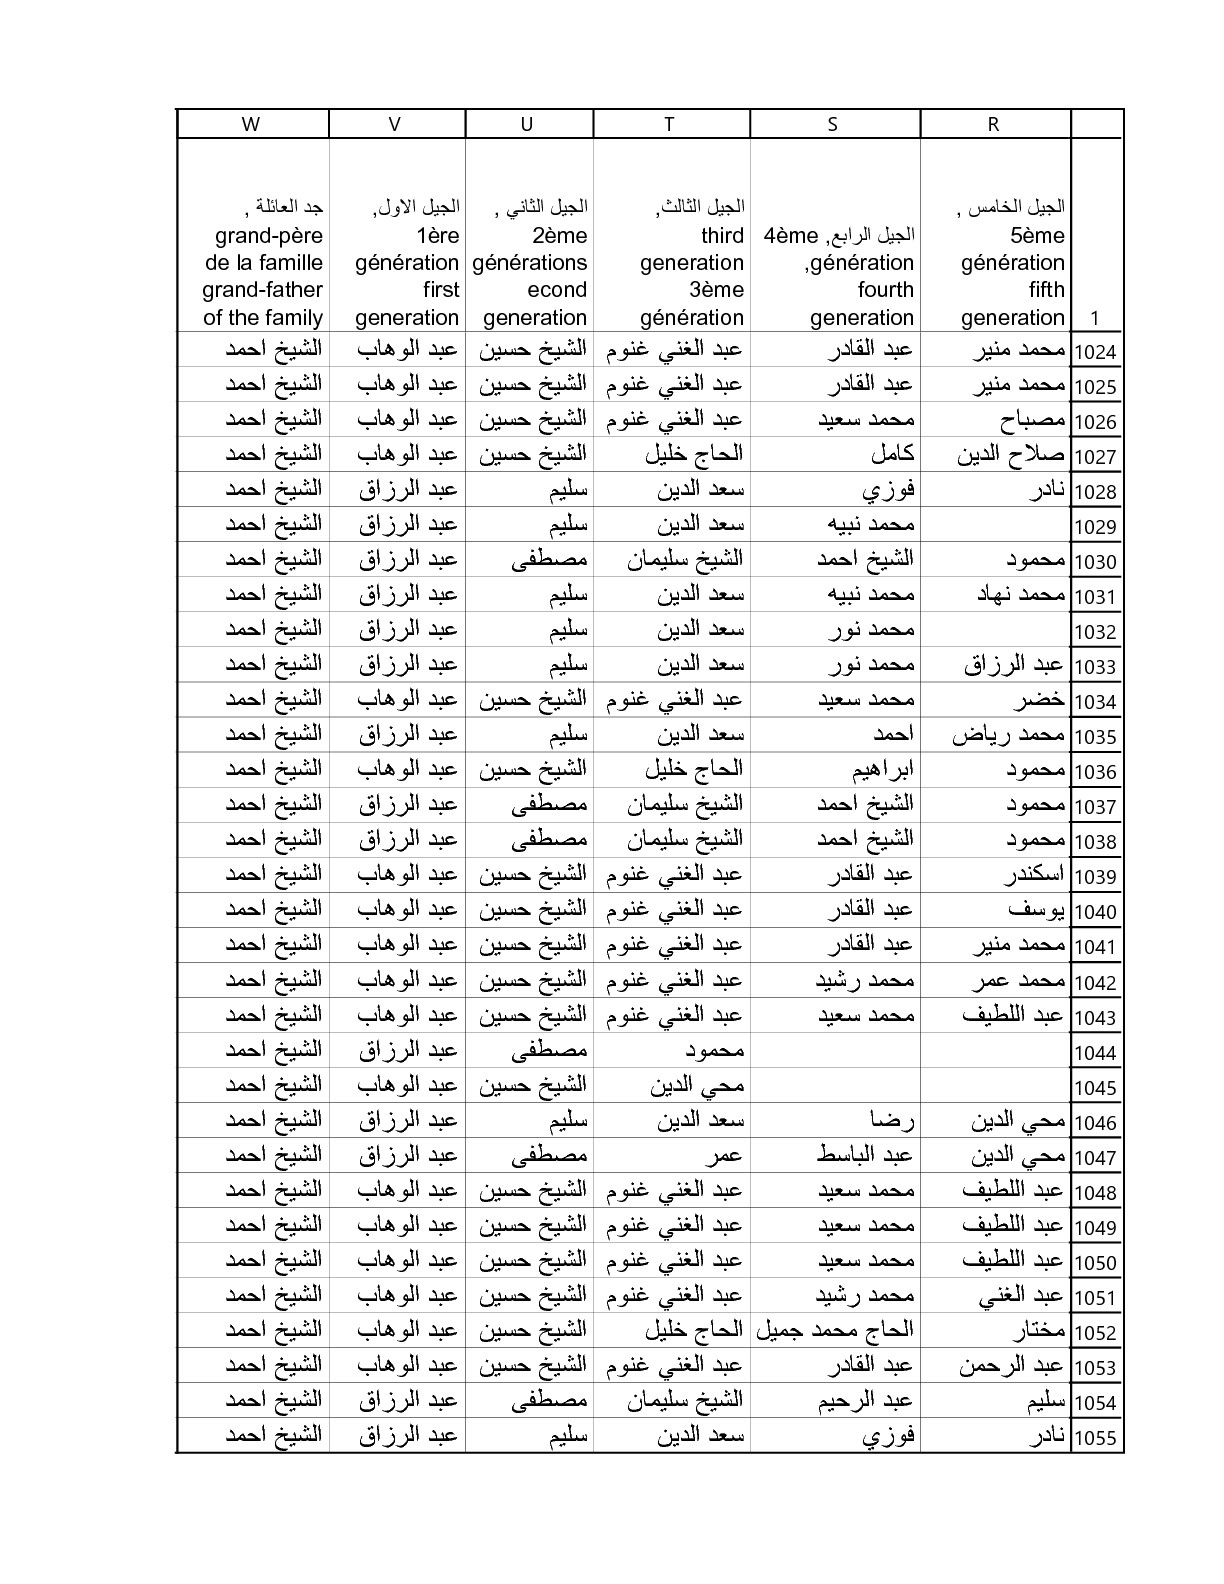 R S T U V W
الجيل الخامس , 5ème génération fifth generation
الجيل الرابع, 4ème génération, fourth generation
الجيل الثالث, third generation 3ème génération
الجيل الثاني , 2ème générations econd generation
الجيل الاول, 1ère génération first generation
جد العائلة , grand-père de la famille grand-father of the family
1
1024 محمد منير عبد القادر عبد الغني غنوم الشيخ حسين عبد الوهاب الشيخ احمد
1025 محمد منير عبد القادر عبد الغني غنوم الشيخ حسين عبد الوهاب الشيخ احمد
1026 مصباح محمد سعيد عبد الغني غنوم الشيخ حسين عبد الوهاب الشيخ احمد
1027 صلاح الدين كامل الحاج خليل الشيخ حسين عبد الوهاب الشيخ احمد
1028 نادر فوزي سعد الدين سليم عبد الرزاق الشيخ احمد
1029 محمد نبيه سعد الدين سليم عبد الرزاق الشيخ احمد
1030 محمود الشيخ احمد الشيخ سليمان مصطفى عبد الرزاق الشيخ احمد
1031 محمد نهاد محمد نبيه سعد الدين سليم عبد الرزاق الشيخ احمد
1032 محمد نور سعد الدين سليم عبد الرزاق الشيخ احمد
1033 عبد الرزاق محمد نور سعد الدين سليم عبد الرزاق الشيخ احمد
1034 خضر محمد سعيد عبد الغني غنوم الشيخ حسين عبد الوهاب الشيخ احمد
1035 محمد رياض احمد سعد الدين سليم عبد الرزاق الشيخ احمد
1036 محمود ابراهيم الحاج خليل الشيخ حسين عبد الوهاب الشيخ احمد
1037 محمود الشيخ احمد الشيخ سليمان مصطفى عبد الرزاق الشيخ احمد
1038 محمود الشيخ احمد الشيخ سليمان مصطفى عبد الرزاق الشيخ احمد
1039 اسكندر عبد القادر عبد الغني غنوم الشيخ حسين عبد الوهاب الشيخ احمد
1040 يوسف عبد القادر عبد الغني غنوم الشيخ حسين عبد الوهاب الشيخ احمد
1041 محمد منير عبد القادر عبد الغني غنوم الشيخ حسين عبد الوهاب الشيخ احمد
1042 محمد عمر محمد رشيد عبد الغني غنوم الشيخ حسين عبد الوهاب الشيخ احمد
1043 عبد اللطيف محمد سعيد عبد الغني غنوم الشيخ حسين عبد الوهاب الشيخ احمد
1044 محمود مصطفى عبد الرزاق الشيخ احمد
1045 محي الدين الشيخ حسين عبد الوهاب الشيخ احمد
1046 محي الدين رضا سعد الدين سليم عبد الرزاق الشيخ احمد
1047 محي الدين عبد الباسط عمر مصطفى عبد الرزاق الشيخ احمد
1048 عبد اللطيف محمد سعيد عبد الغني غنوم الشيخ حسين عبد الوهاب الشيخ احمد
1049 عبد اللطيف محمد سعيد عبد الغني غنوم الشيخ حسين عبد الوهاب الشيخ احمد
1050 عبد اللطيف محمد سعيد عبد الغني غنوم الشيخ حسين عبد الوهاب الشيخ احمد
1051 عبد الغني محمد رشيد عبد الغني غنوم الشيخ حسين عبد الوهاب الشيخ احمد
1052 مختار الحاج محمد جميل الحاج خليل الشيخ حسين عبد الوهاب الشيخ احمد
1053 عبد الرحمن عبد القادر عبد الغني غنوم الشيخ حسين عبد الوهاب الشيخ احمد
1054 سليم عبد الرحيم الشيخ سليمان مصطفى عبد الرزاق الشيخ احمد
1055 نادر فوزي سعد الدين سليم عبد الرزاق الشيخ احمد